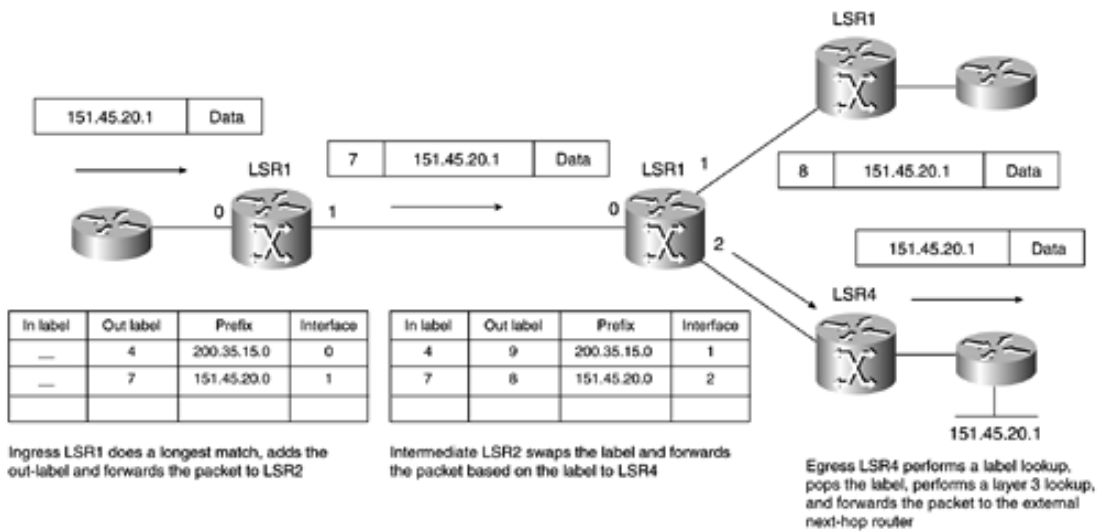 LSR1
151.45.20.1 Data
7 151.45.20.1 Data
LSR1
LSR1
1
8 151.45.20.1 Data
0
1
0
2
151.45.20.1 Data
LSR4
In label Out label Prefix Interface
— 4 200.35.15.0 0
— 7 151.45.20.0 1
In label Out label Prefix Interface
4 9 200.35.15.0 1
7 8 151.45.20.0 2
151.45.20.1
Ingress LSR1 does a longest match, adds the
out-label and forwards the packet to LSR2
Intermediate LSR2 swaps the label and forwards
the packet based on the label to LSR4
Egress LSR4 performs a label lookup,
pops the label, performs a layer 3 lookup,
and forwards the packet to the external
next-hop router